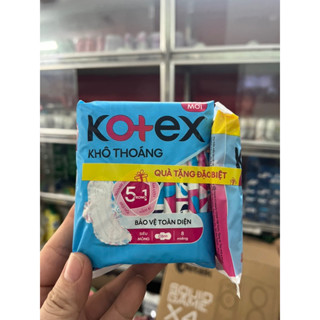 MỚI
Kotex
KHÔ THOÁNG
QUÀ TẶNG ĐẶC BIỆT
5in1
BẢO VỆ TOÀN DIỆN
SIÊU MỎNG
8 miếng